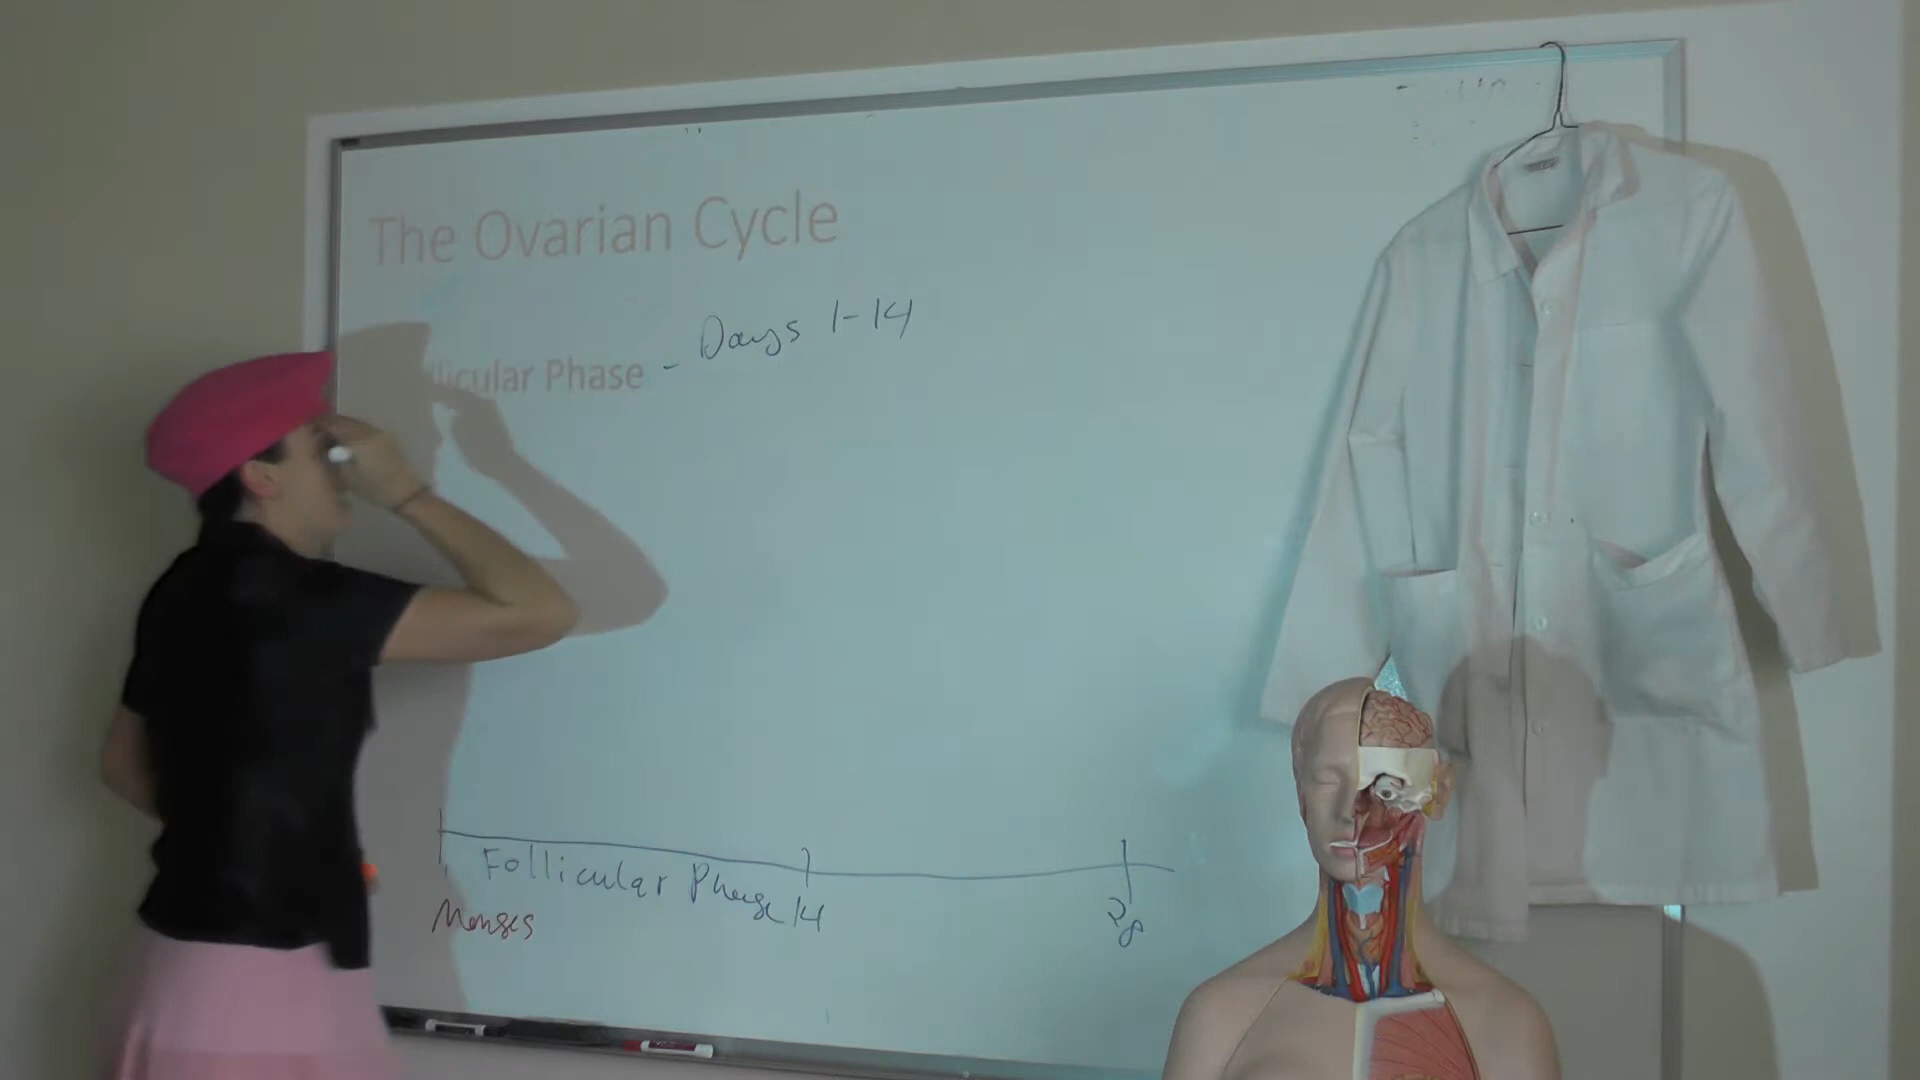 The Ovarian Cycle
Days 1-14
llicular Phase -
Follicular Phase 14
Menses
28